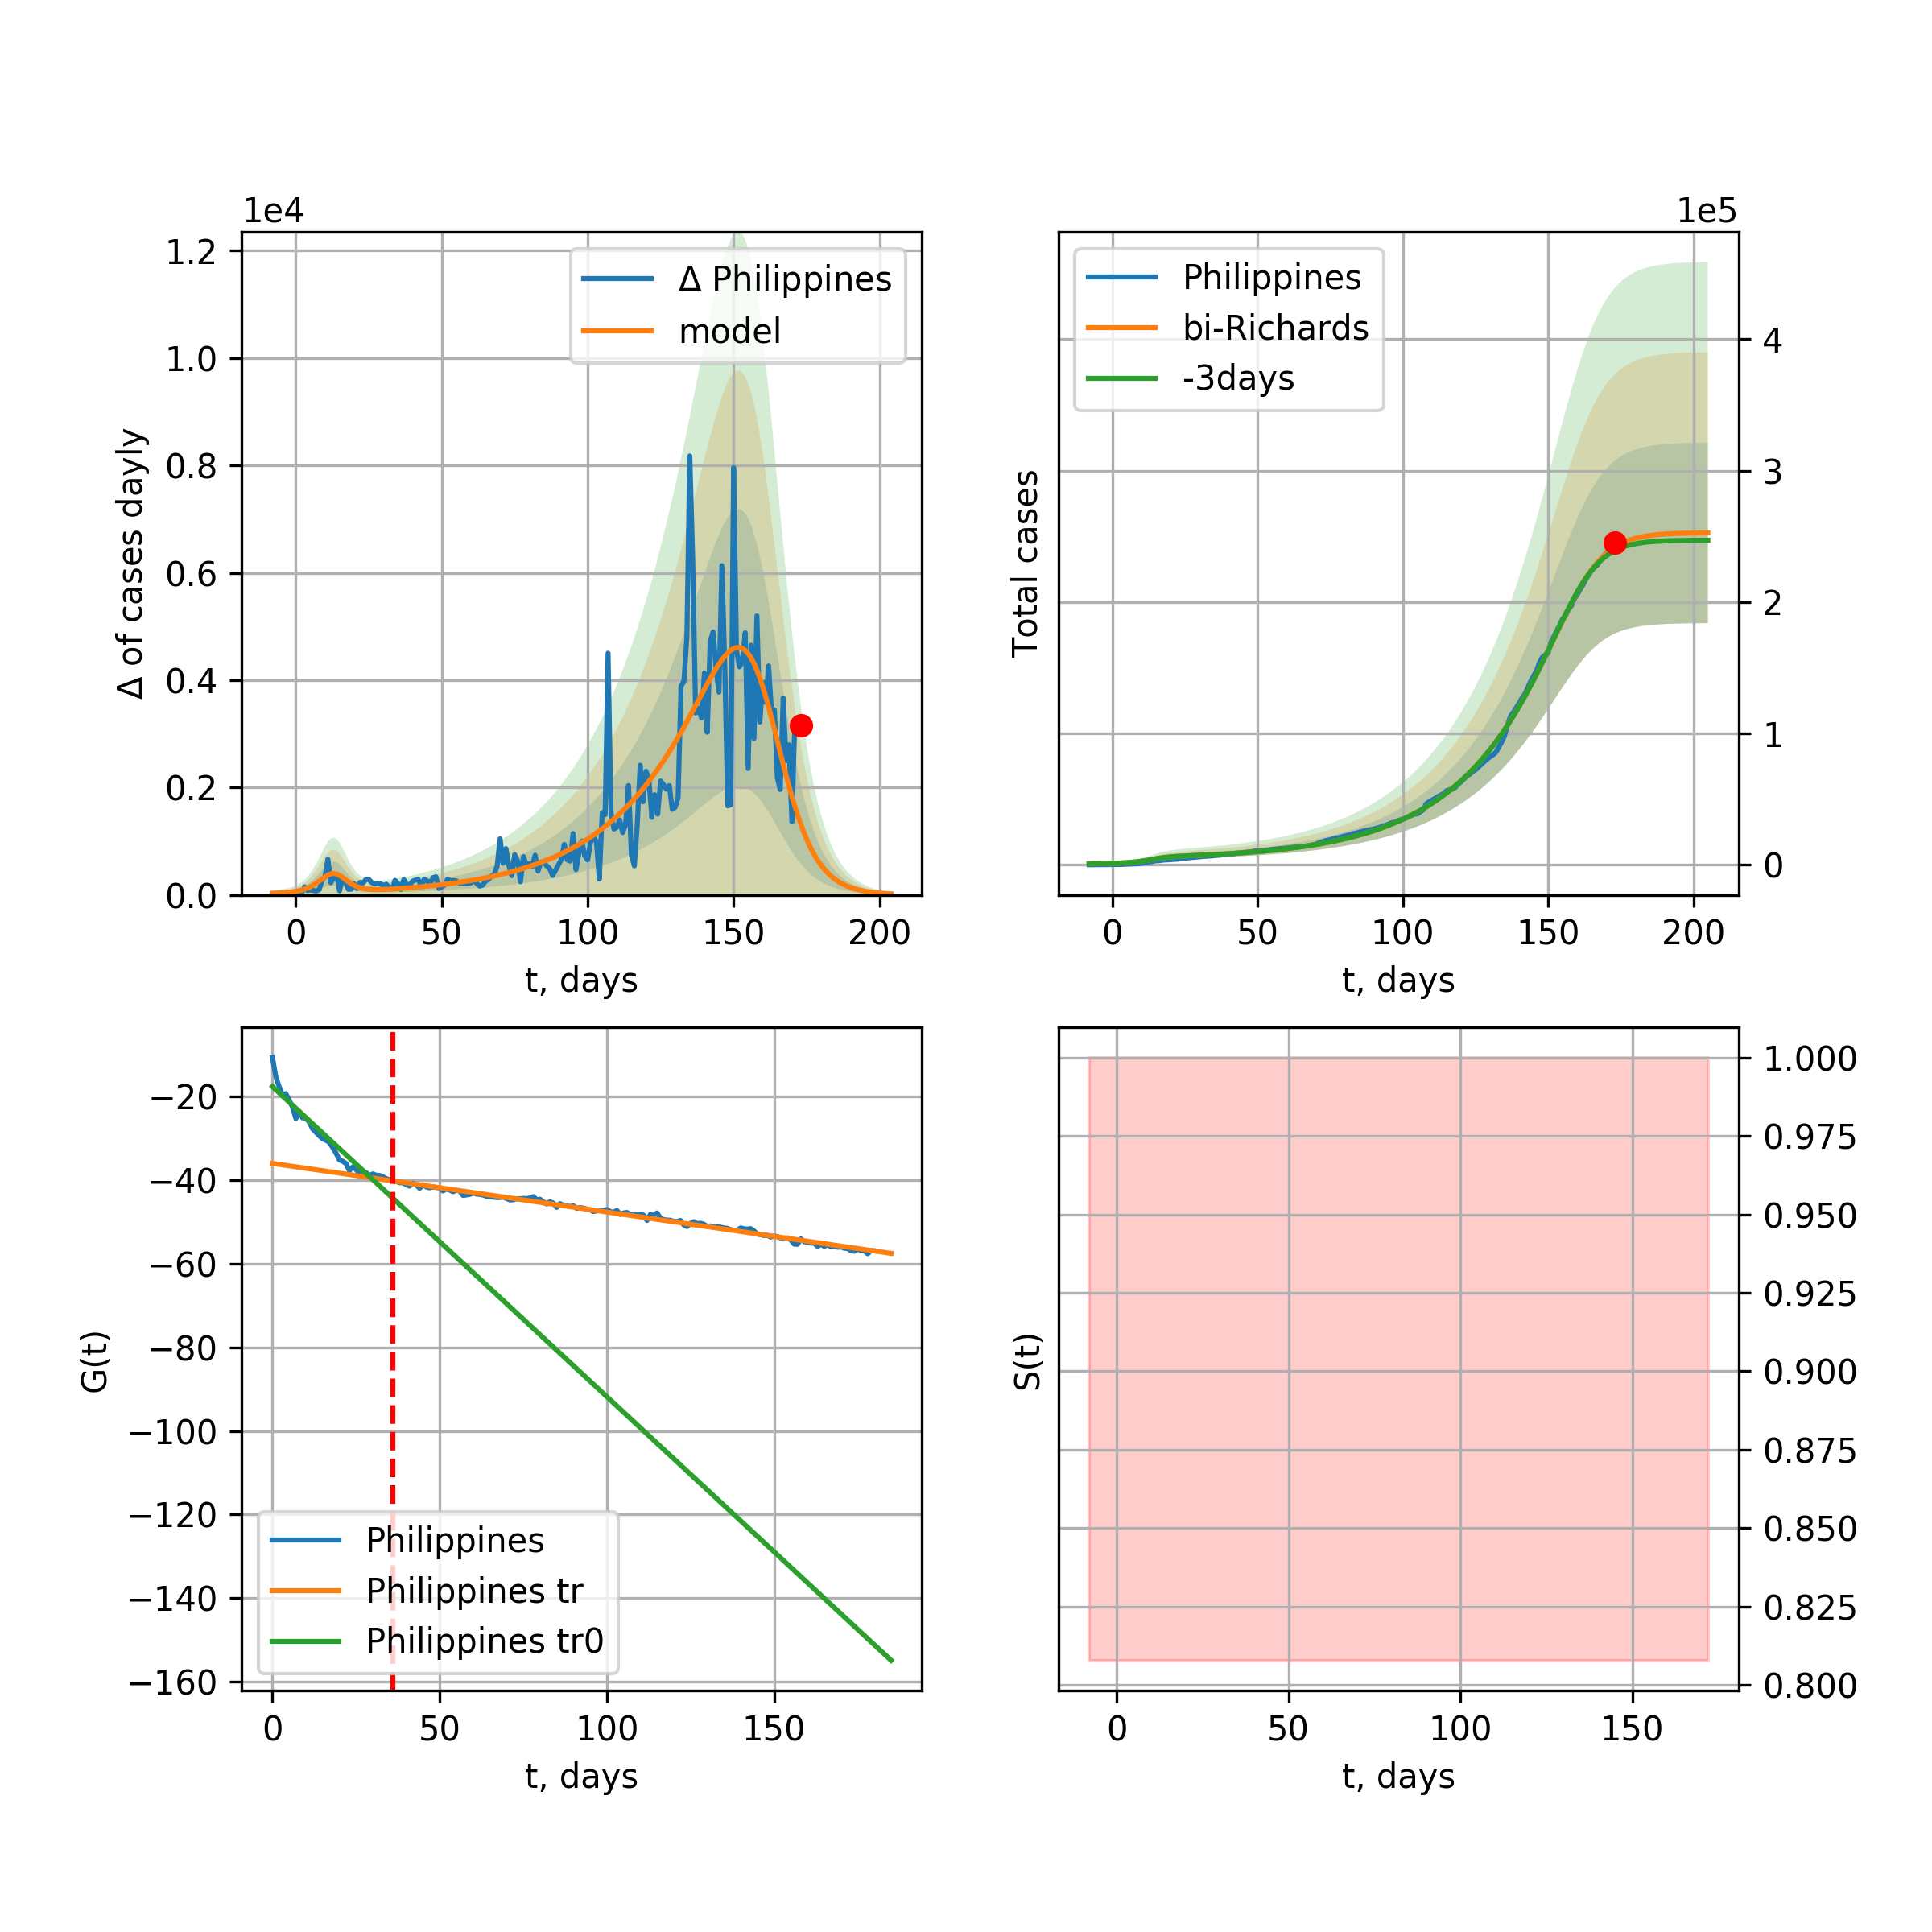 1e4
1.2
1.0
0.8
0.6
0.4
0.2
0.0
Δ of cases dayly
Δ Philippines
model
0 50 100 150 200
t, days
1e5
Philippines
bi-Richards
-3days
Total cases
4
3
2
1
0
0 50 100 150 200
t, days
−20
−40
−60
−80
−100
−120
−140
−160
G(t)
Philippines
Philippines tr
Philippines tr0
0 50 100 150
t, days
S(t)
1.000
0.975
0.950
0.925
0.900
0.875
0.850
0.825
0.800
0 50 100 150
t, days